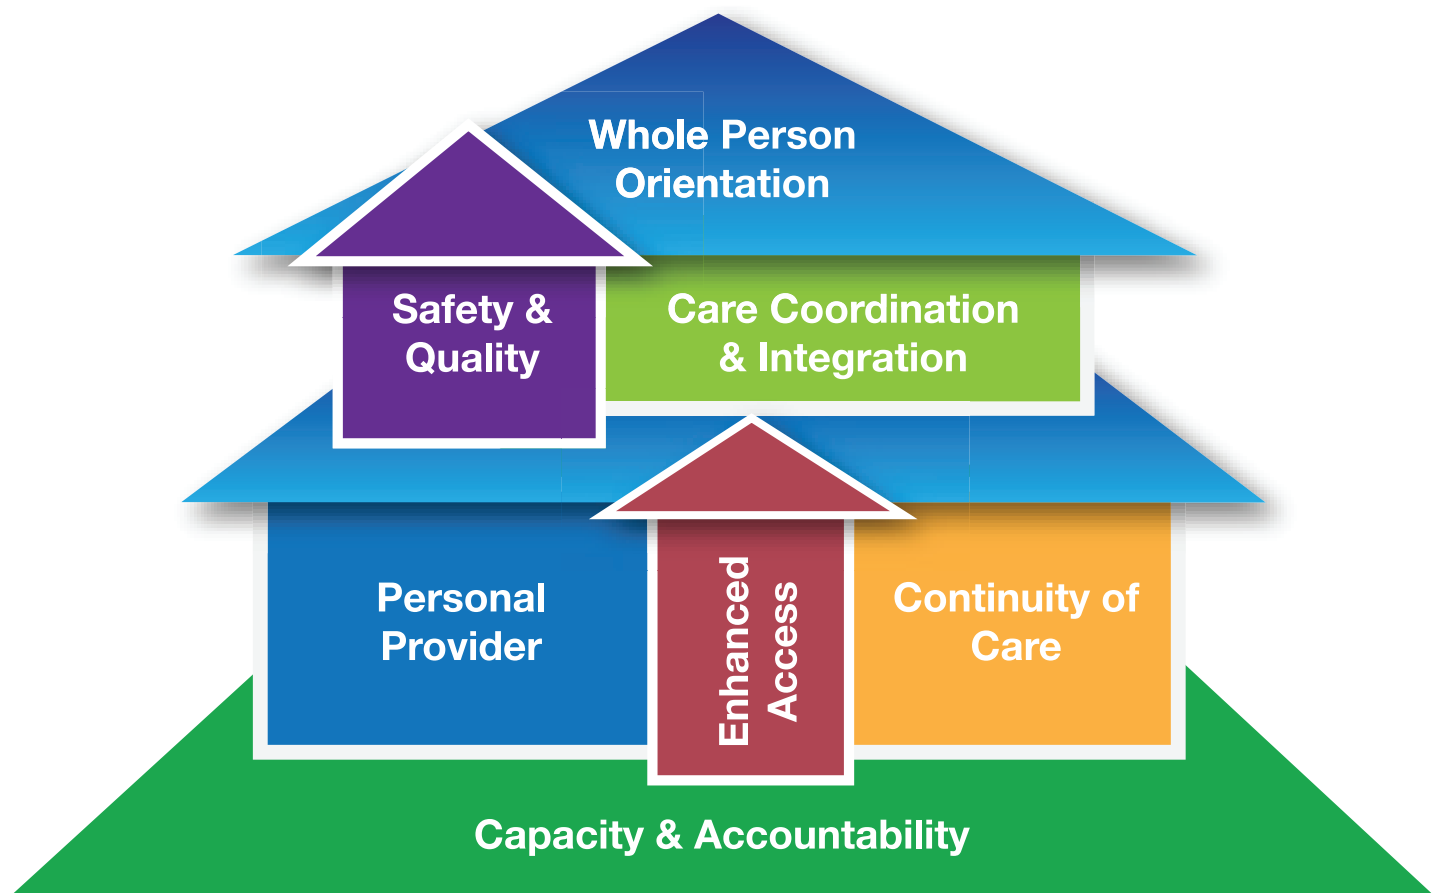 Whole Person
Orientation
Safety &
Quality
Care Coordination
& Integration
Personal
Provider
Enhanced
Access
Continuity of
Care
Capacity & Accountability